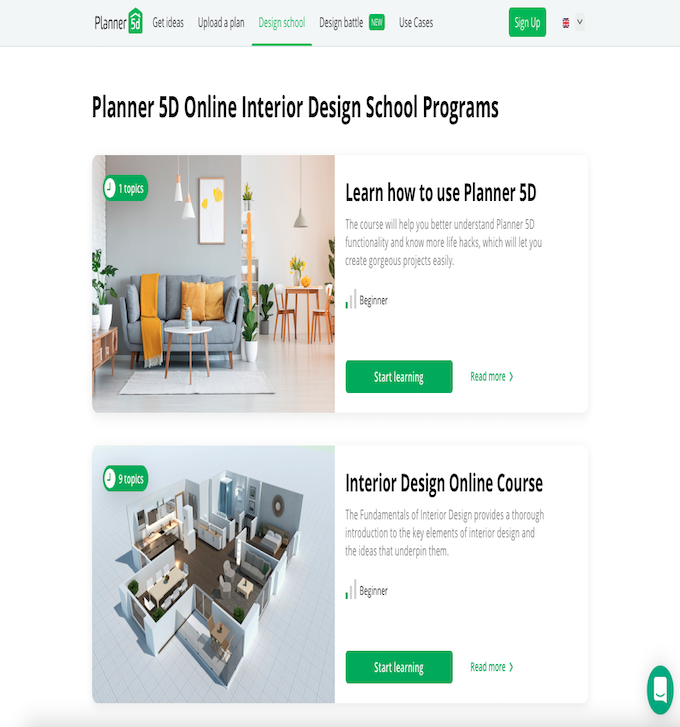 Planner 5d Get ideas Upload a plan Design school Design battle NEW Use Cases Sign Up
Planner 5D Online Interior Design School Programs
1 topics
Learn how to use Planner 5D
The course will help you better understand Planner 5D
functionality and know more life hacks, which will let you
create gorgeous projects easily.
Beginner
Start learning Read more
9 topics
Interior Design Online Course
The Fundamentals of Interior Design provides a thorough
introduction to the key elements of interior design and
the ideas that underpin them.
Beginner
Start learning Read more